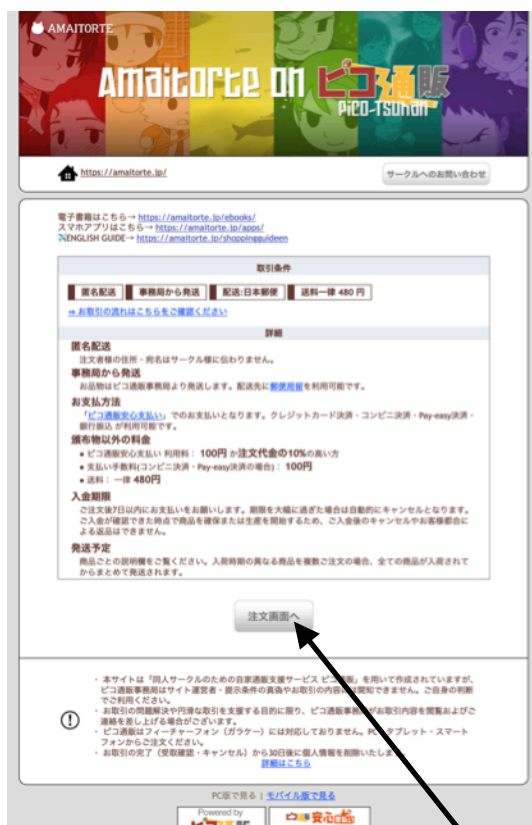 AMAITORTE
Amaitorte on ピコ通販
PiCO-TSUHAN
https://amaitorte.jp/
サークルへのお問い合わせ
電子書籍はこちら→ https://amaitorte.jp/ebooks/
スマホアプリはこちら→ https://amaitorte.jp/apps/
ENGLISH GUIDE→ https://amaitorte.jp/shoppingguideen
取引条件
匿名配送 事務局から発送 配送:日本郵便 送料一律 480 円
⇒ お取引の流れはこちらをご確認ください
詳細
匿名配送
注文者様の住所・宛名はサークル様に伝わりません。
事務局から発送
お品物はピコ通販事務局より発送します。配送先に郵便局留を利用可能です。
お支払方法
「ピコ通販安心支払い」でのお支払いとなります。クレジットカード決済・コンビニ決済・Pay-easy決済・
銀行振込 が利用可能です。
頒布物以外の料金
• ピコ通販安心支払い 利用料： 100円 か注文代金の10%の高い方
• 支払い手数料(コンビニ決済・Pay-easy決済の場合)： 100円
• 送料： 一律 480円
入金期限
ご注文後7日以内にお支払いをお願いします。期限を大幅に過ぎた場合は自動的にキャンセルとなります。
ご入金が確認できた時点で商品を確保または生産を開始するため、ご入金後のキャンセルやお客様都合に
よる返品はできません。
発送予定
商品ごとの説明欄をご覧ください。入荷時期の異なる商品を複数ご注文の場合、全ての商品が入荷されて
からまとめて発送されます。
注文画面へ
・ 本サイトは「同人サークルのための自家通販支援サービス ピコ通販」を用いて作成されていますが、
ピコ通販事務局はサイト運営者・提示条件の真偽やお取引の内容には関知できません。ご自身の判断
でご利用ください。
・ お取引の問題解決や円滑な取引を支援する目的に限り、ピコ通販事務局がお取引内容を閲覧およびご
連絡を差し上げる場合がございます。
・ ピコ通販はフィーチャーフォン（ガラケー）には対応しておりません。PC・タブレット・スマート
フォンからご注文ください。
・ お取引の完了（受取確認・キャンセル）から30日後に個人情報を削除いたします。
詳細はこちら
PC版で見る | モバイル版で見る
Powered by